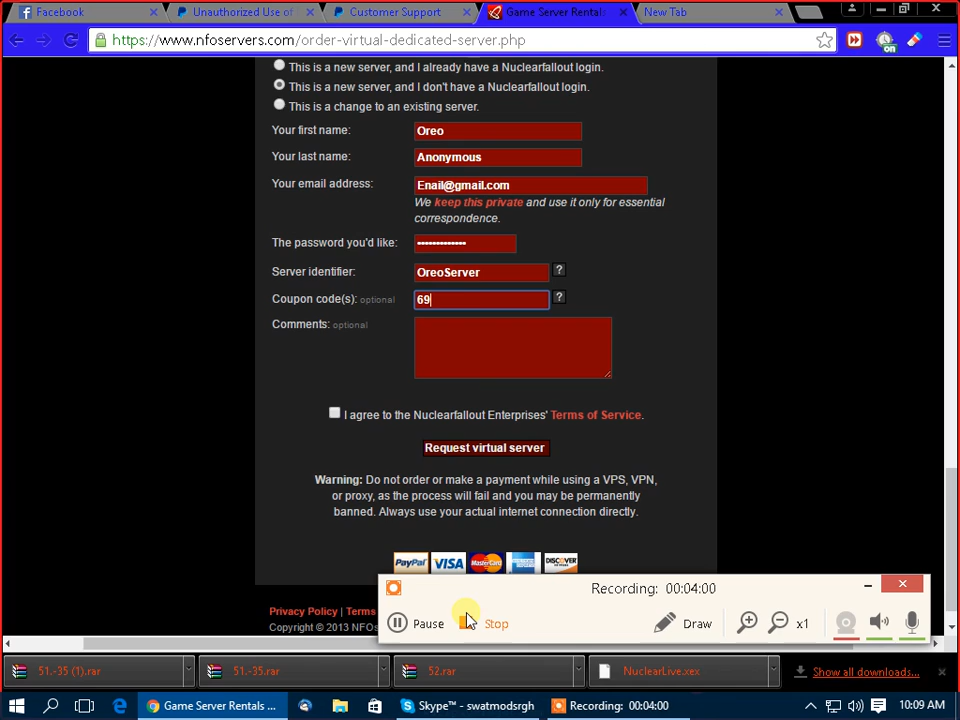 Facebook
Unauthorized Use of
Customer Support
Game Server Rentals
New Tab
https://www.nfoservers.com/order-virtual-dedicated-server.php
on
This is a new server, and I already have a Nuclearfallout login.
This is a new server, and I don't have a Nuclearfallout login.
This is a change to an existing server.
Your first name: Oreo
Your last name: Anonymous
Your email address: Enail@gmail.com
We keep this private and use it only for essential
correspondence.
The password you'd like: •••••••••••••
Server identifier: OreoServer ?
Coupon code(s): optional 69 ?
Comments: optional
I agree to the Nuclearfallout Enterprises' Terms of Service.
Request virtual server
Warning: Do not order or make a payment while using a VPS, VPN,
or proxy, as the process will fail and you may be permanently
banned. Always use your actual internet connection directly.
PayPal VISA MasterCard DISCOVER
Privacy Policy | Terms
Copyright © 2013 NFOs
Recording: 00:04:00
Pause Stop Draw x1
51.-35 (1).rar
51.-35.rar
52.rar
NuclearLive.xex
Show all downloads...
Game Server Rentals ...
Skype™ - swatmodsrgh
Recording: 00:04:00
10:09 AM